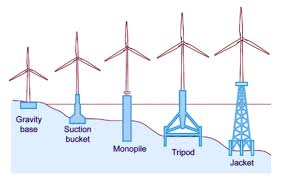 Gravity
base
Suction
bucket
Monopile
Tripod
Jacket